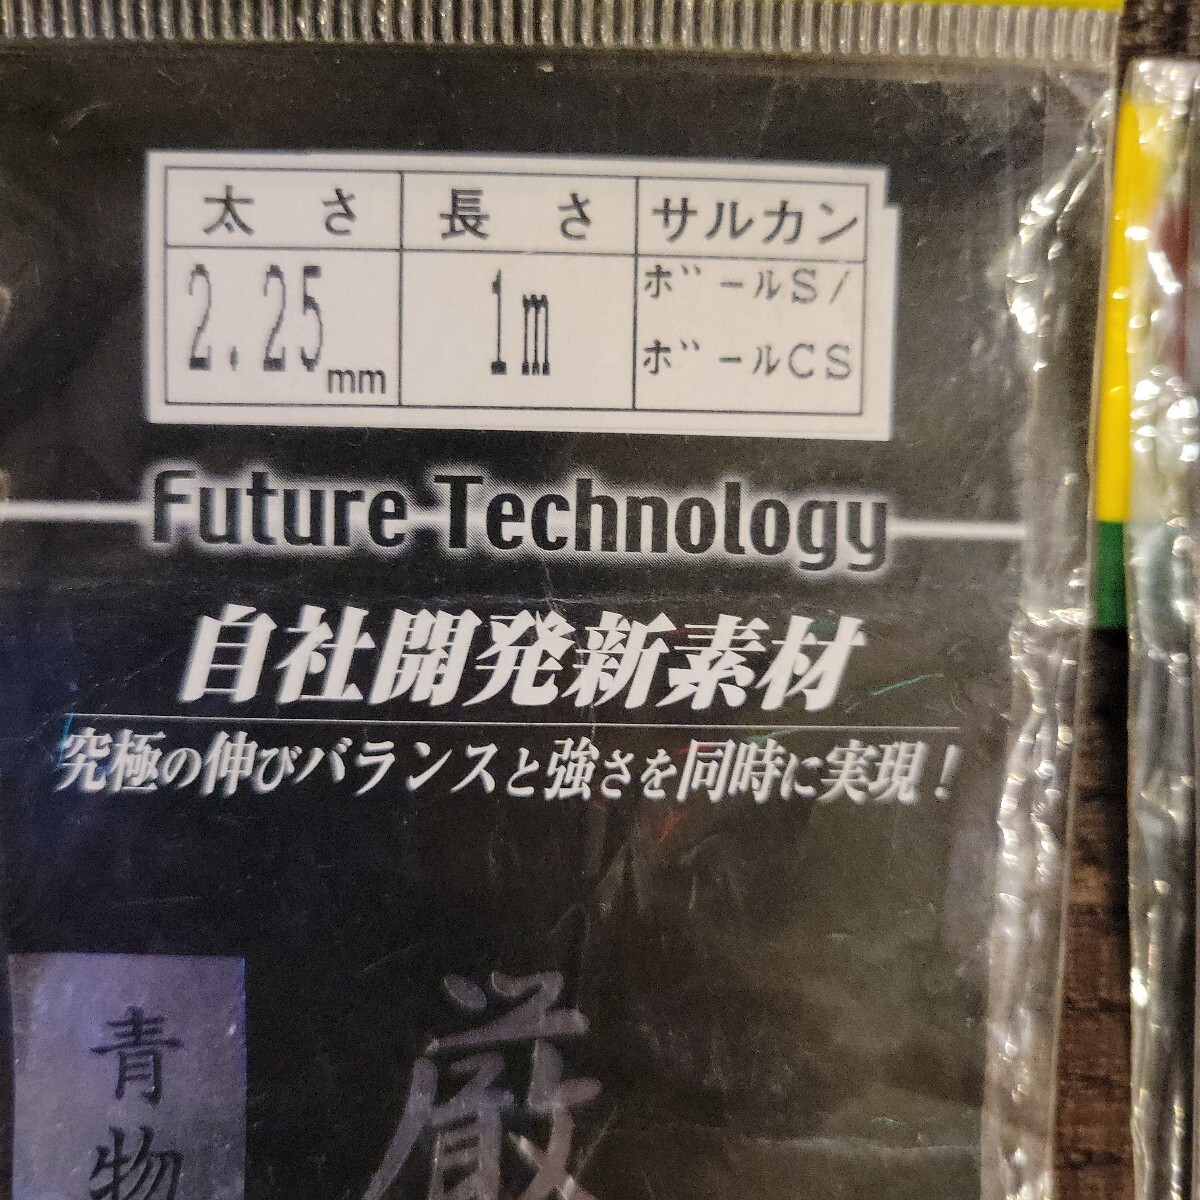 太さ 長さ サルカン
2.25mm 1m ボールS/
ボールCS
Future Technology
自社開発新素材
究極の伸びバランスと強さを同時に実現!
青物
厳